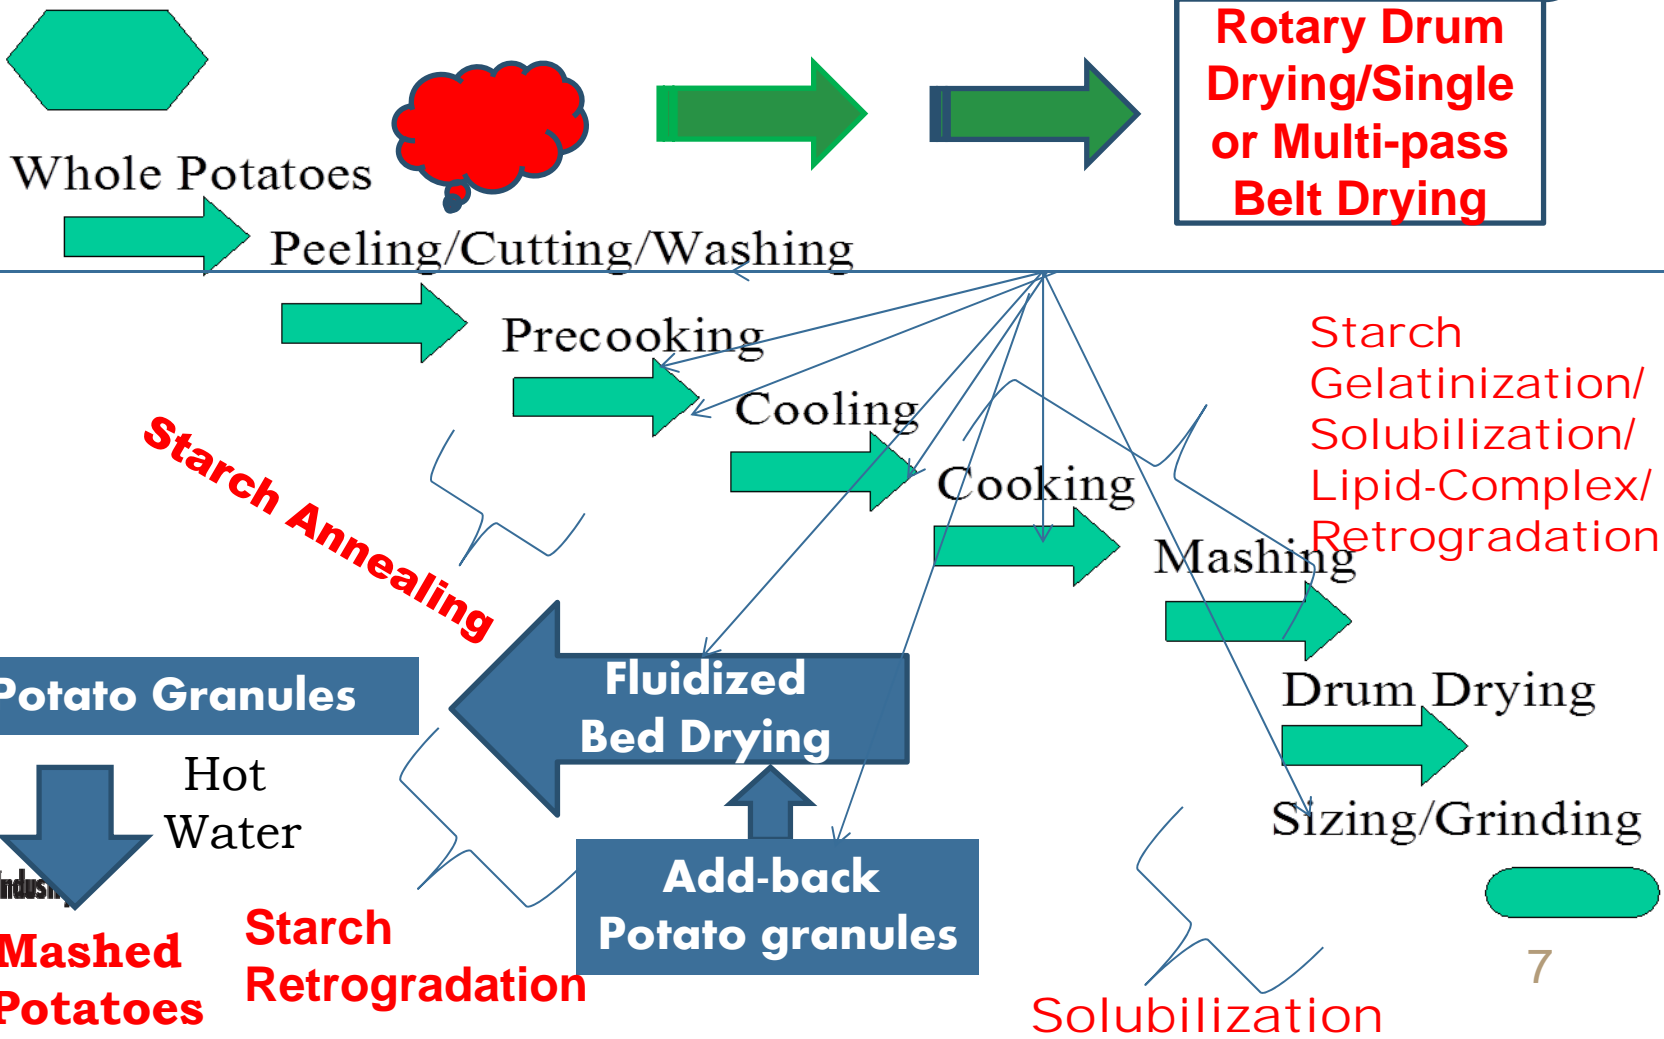 Rotary Drum
Drying/Single
or Multi-pass
Belt Drying
Whole Potatoes
Peeling/Cutting/Washing
Precooking
Cooling
Cooking
Mashing
Drum Drying
Sizing/Grinding
Starch
Gelatinization/
Solubilization/
Lipid-Complex/
Retrogradation
Starch Annealing
Fluidized
Bed Drying
Potato Granules
Hot
Water
Add-back
Potato granules
Mashed
Potatoes
Starch
Retrogradation
Solubilization
7